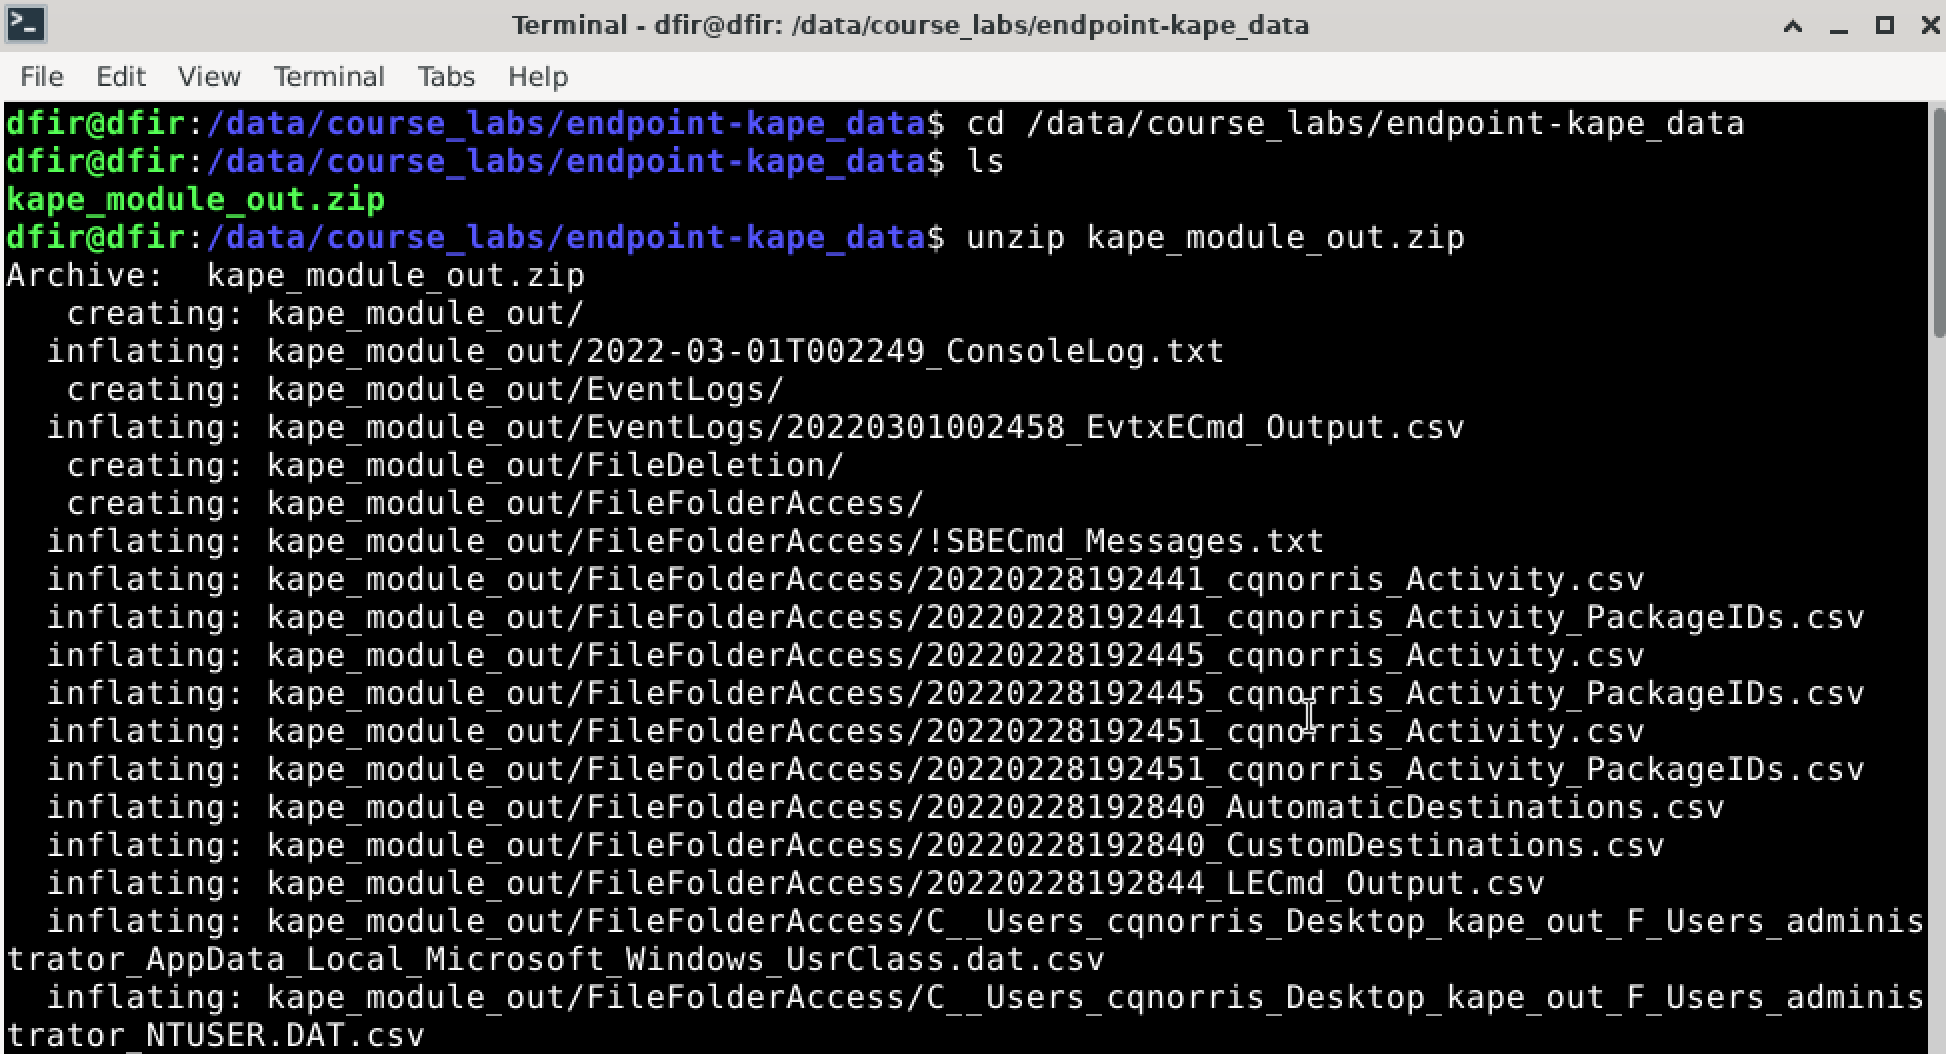 Terminal - dfir@dfir: /data/course_labs/endpoint-kape_data
File Edit View Terminal Tabs Help
dfir@dfir:/data/course_labs/endpoint-kape_data$ cd /data/course_labs/endpoint-kape_data
dfir@dfir:/data/course_labs/endpoint-kape_data$ ls
kape_module_out.zip
dfir@dfir:/data/course_labs/endpoint-kape_data$ unzip kape_module_out.zip
Archive:  kape_module_out.zip
   creating: kape_module_out/
  inflating: kape_module_out/2022-03-01T002249_ConsoleLog.txt
   creating: kape_module_out/EventLogs/
  inflating: kape_module_out/EventLogs/20220301002458_EvtxECmd_Output.csv
   creating: kape_module_out/FileDeletion/
   creating: kape_module_out/FileFolderAccess/
  inflating: kape_module_out/FileFolderAccess/!SBECmd_Messages.txt
  inflating: kape_module_out/FileFolderAccess/20220228192441_cqnorris_Activity.csv
  inflating: kape_module_out/FileFolderAccess/20220228192441_cqnorris_Activity_PackageIDs.csv
  inflating: kape_module_out/FileFolderAccess/20220228192445_cqnorris_Activity.csv
  inflating: kape_module_out/FileFolderAccess/20220228192445_cqnorris_Activity_PackageIDs.csv
  inflating: kape_module_out/FileFolderAccess/20220228192451_cqnorris_Activity.csv
  inflating: kape_module_out/FileFolderAccess/20220228192451_cqnorris_Activity_PackageIDs.csv
  inflating: kape_module_out/FileFolderAccess/20220228192840_AutomaticDestinations.csv
  inflating: kape_module_out/FileFolderAccess/20220228192840_CustomDestinations.csv
  inflating: kape_module_out/FileFolderAccess/20220228192844_LECmd_Output.csv
  inflating: kape_module_out/FileFolderAccess/C__Users_cqnorris_Desktop_kape_out_F_Users_adminis
trator_AppData_Local_Microsoft_Windows_UsrClass.dat.csv
  inflating: kape_module_out/FileFolderAccess/C__Users_cqnorris_Desktop_kape_out_F_Users_adminis
trator_NTUSER.DAT.csv